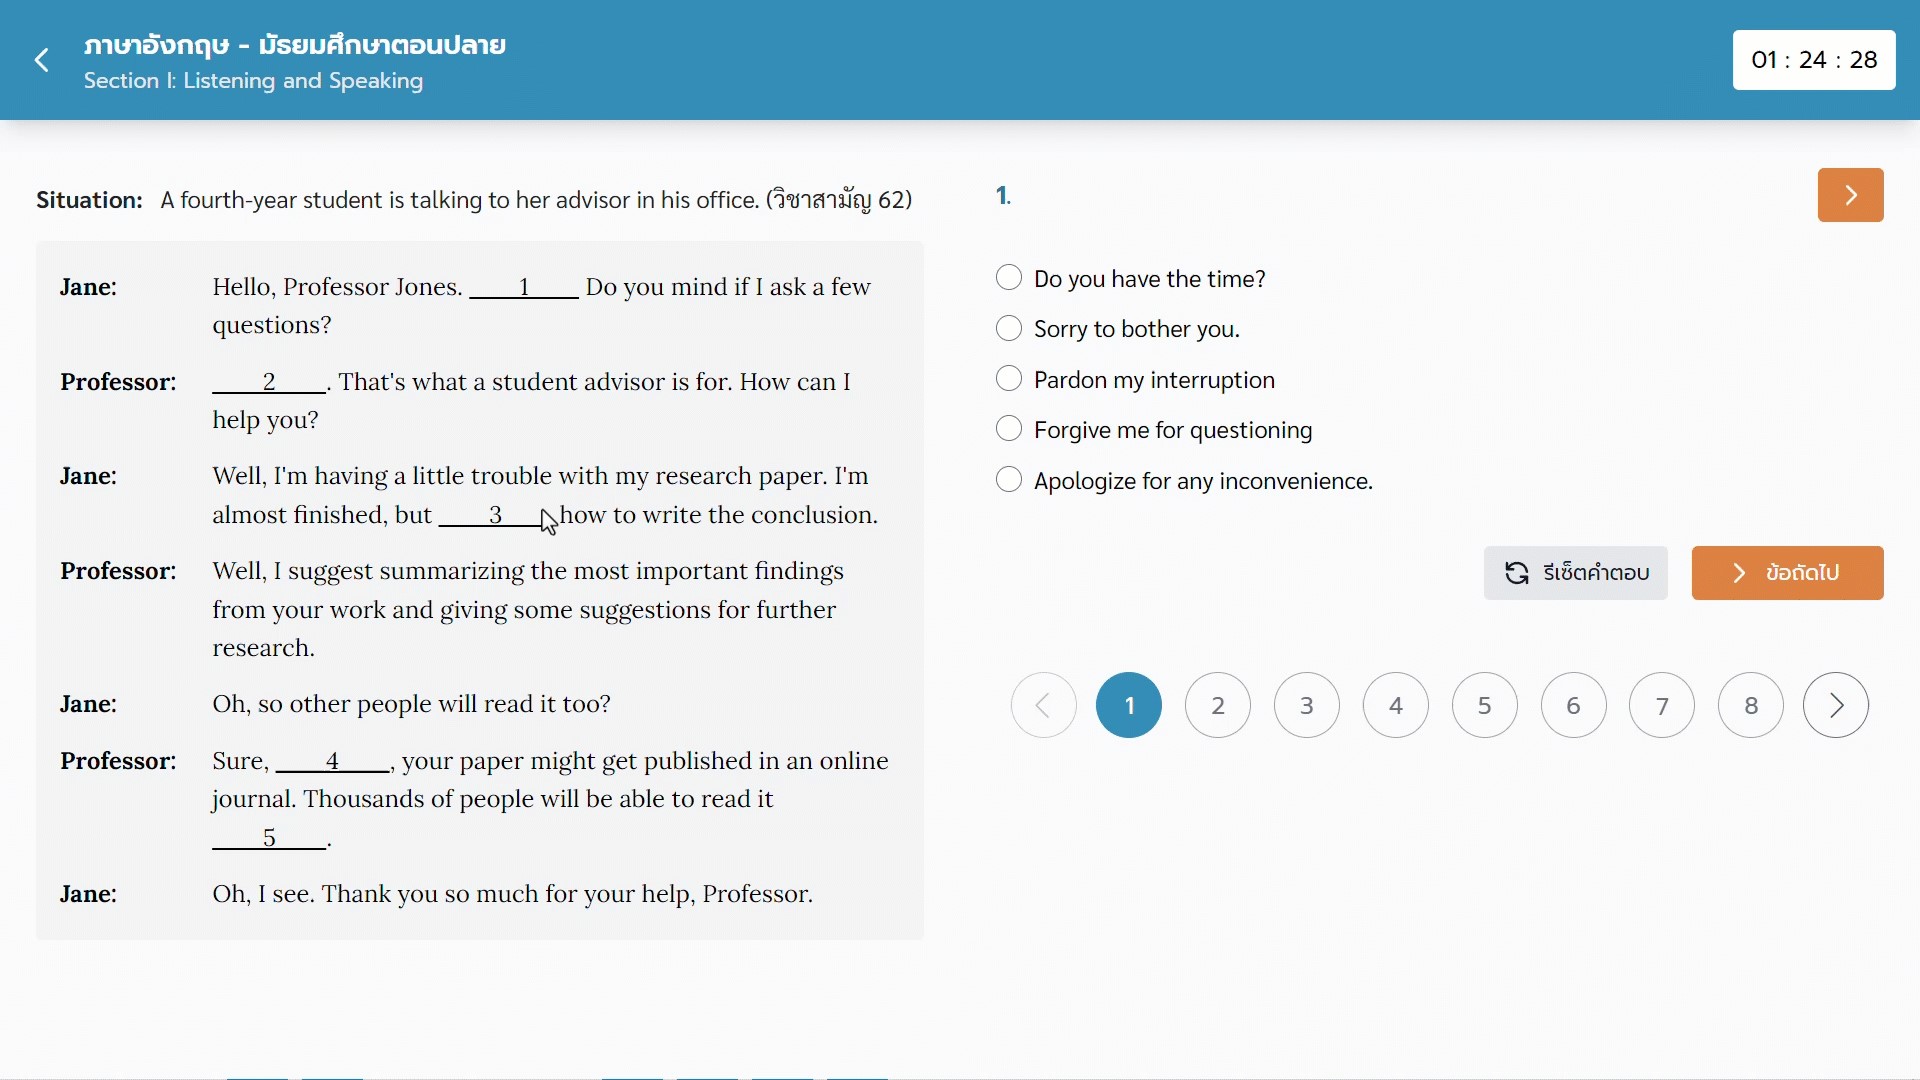 ภาษาอังกฤษ - มัธยมศึกษาตอนปลาย
Section I: Listening and Speaking
01 : 24 : 28
Situation: A fourth-year student is talking to her advisor in his office. (วิชาสามัญ 62)
Jane: Hello, Professor Jones. ____1____ Do you mind if I ask a few
questions?
Professor: ____2____. That's what a student advisor is for. How can I
help you?
Jane: Well, I'm having a little trouble with my research paper. I'm
almost finished, but ____3____ how to write the conclusion.
Professor: Well, I suggest summarizing the most important findings
from your work and giving some suggestions for further
research.
Jane: Oh, so other people will read it too?
Professor: Sure, ____4____, your paper might get published in an online
journal. Thousands of people will be able to read it
____5____.
Jane: Oh, I see. Thank you so much for your help, Professor.
1.
Do you have the time?
Sorry to bother you.
Pardon my interruption
Forgive me for questioning
Apologize for any inconvenience.
รีเซ็ตคำตอบ
ข้อถัดไป
1 2 3 4 5 6 7 8